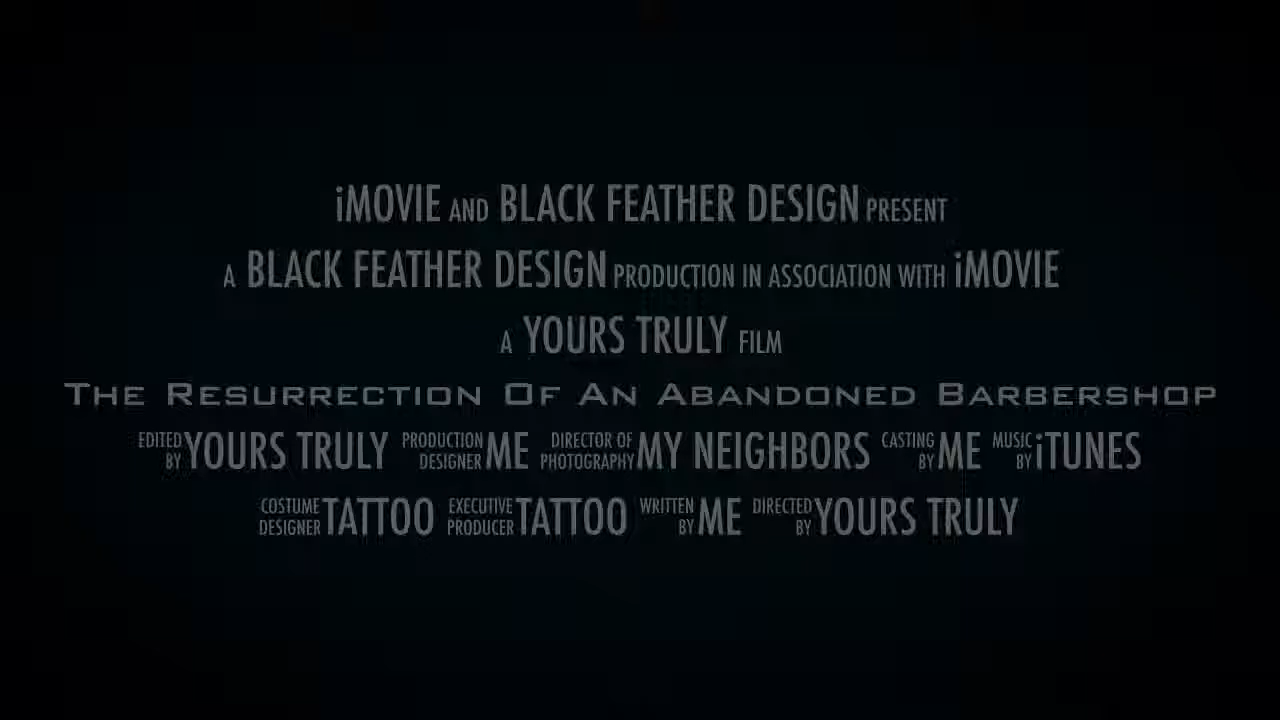 iMOVIE AND BLACK FEATHER DESIGN PRESENT
A BLACK FEATHER DESIGN PRODUCTION IN ASSOCIATION WITH iMOVIE
A YOURS TRULY FILM
The Resurrection Of An Abandoned Barbershop
EDITED BY YOURS TRULY PRODUCTION DESIGNER ME DIRECTOR OF PHOTOGRAPHY MY NEIGHBORS CASTING BY ME MUSIC BY iTUNES
COSTUME DESIGNER TATTOO EXECUTIVE PRODUCER TATTOO WRITTEN BY ME DIRECTED BY YOURS TRULY